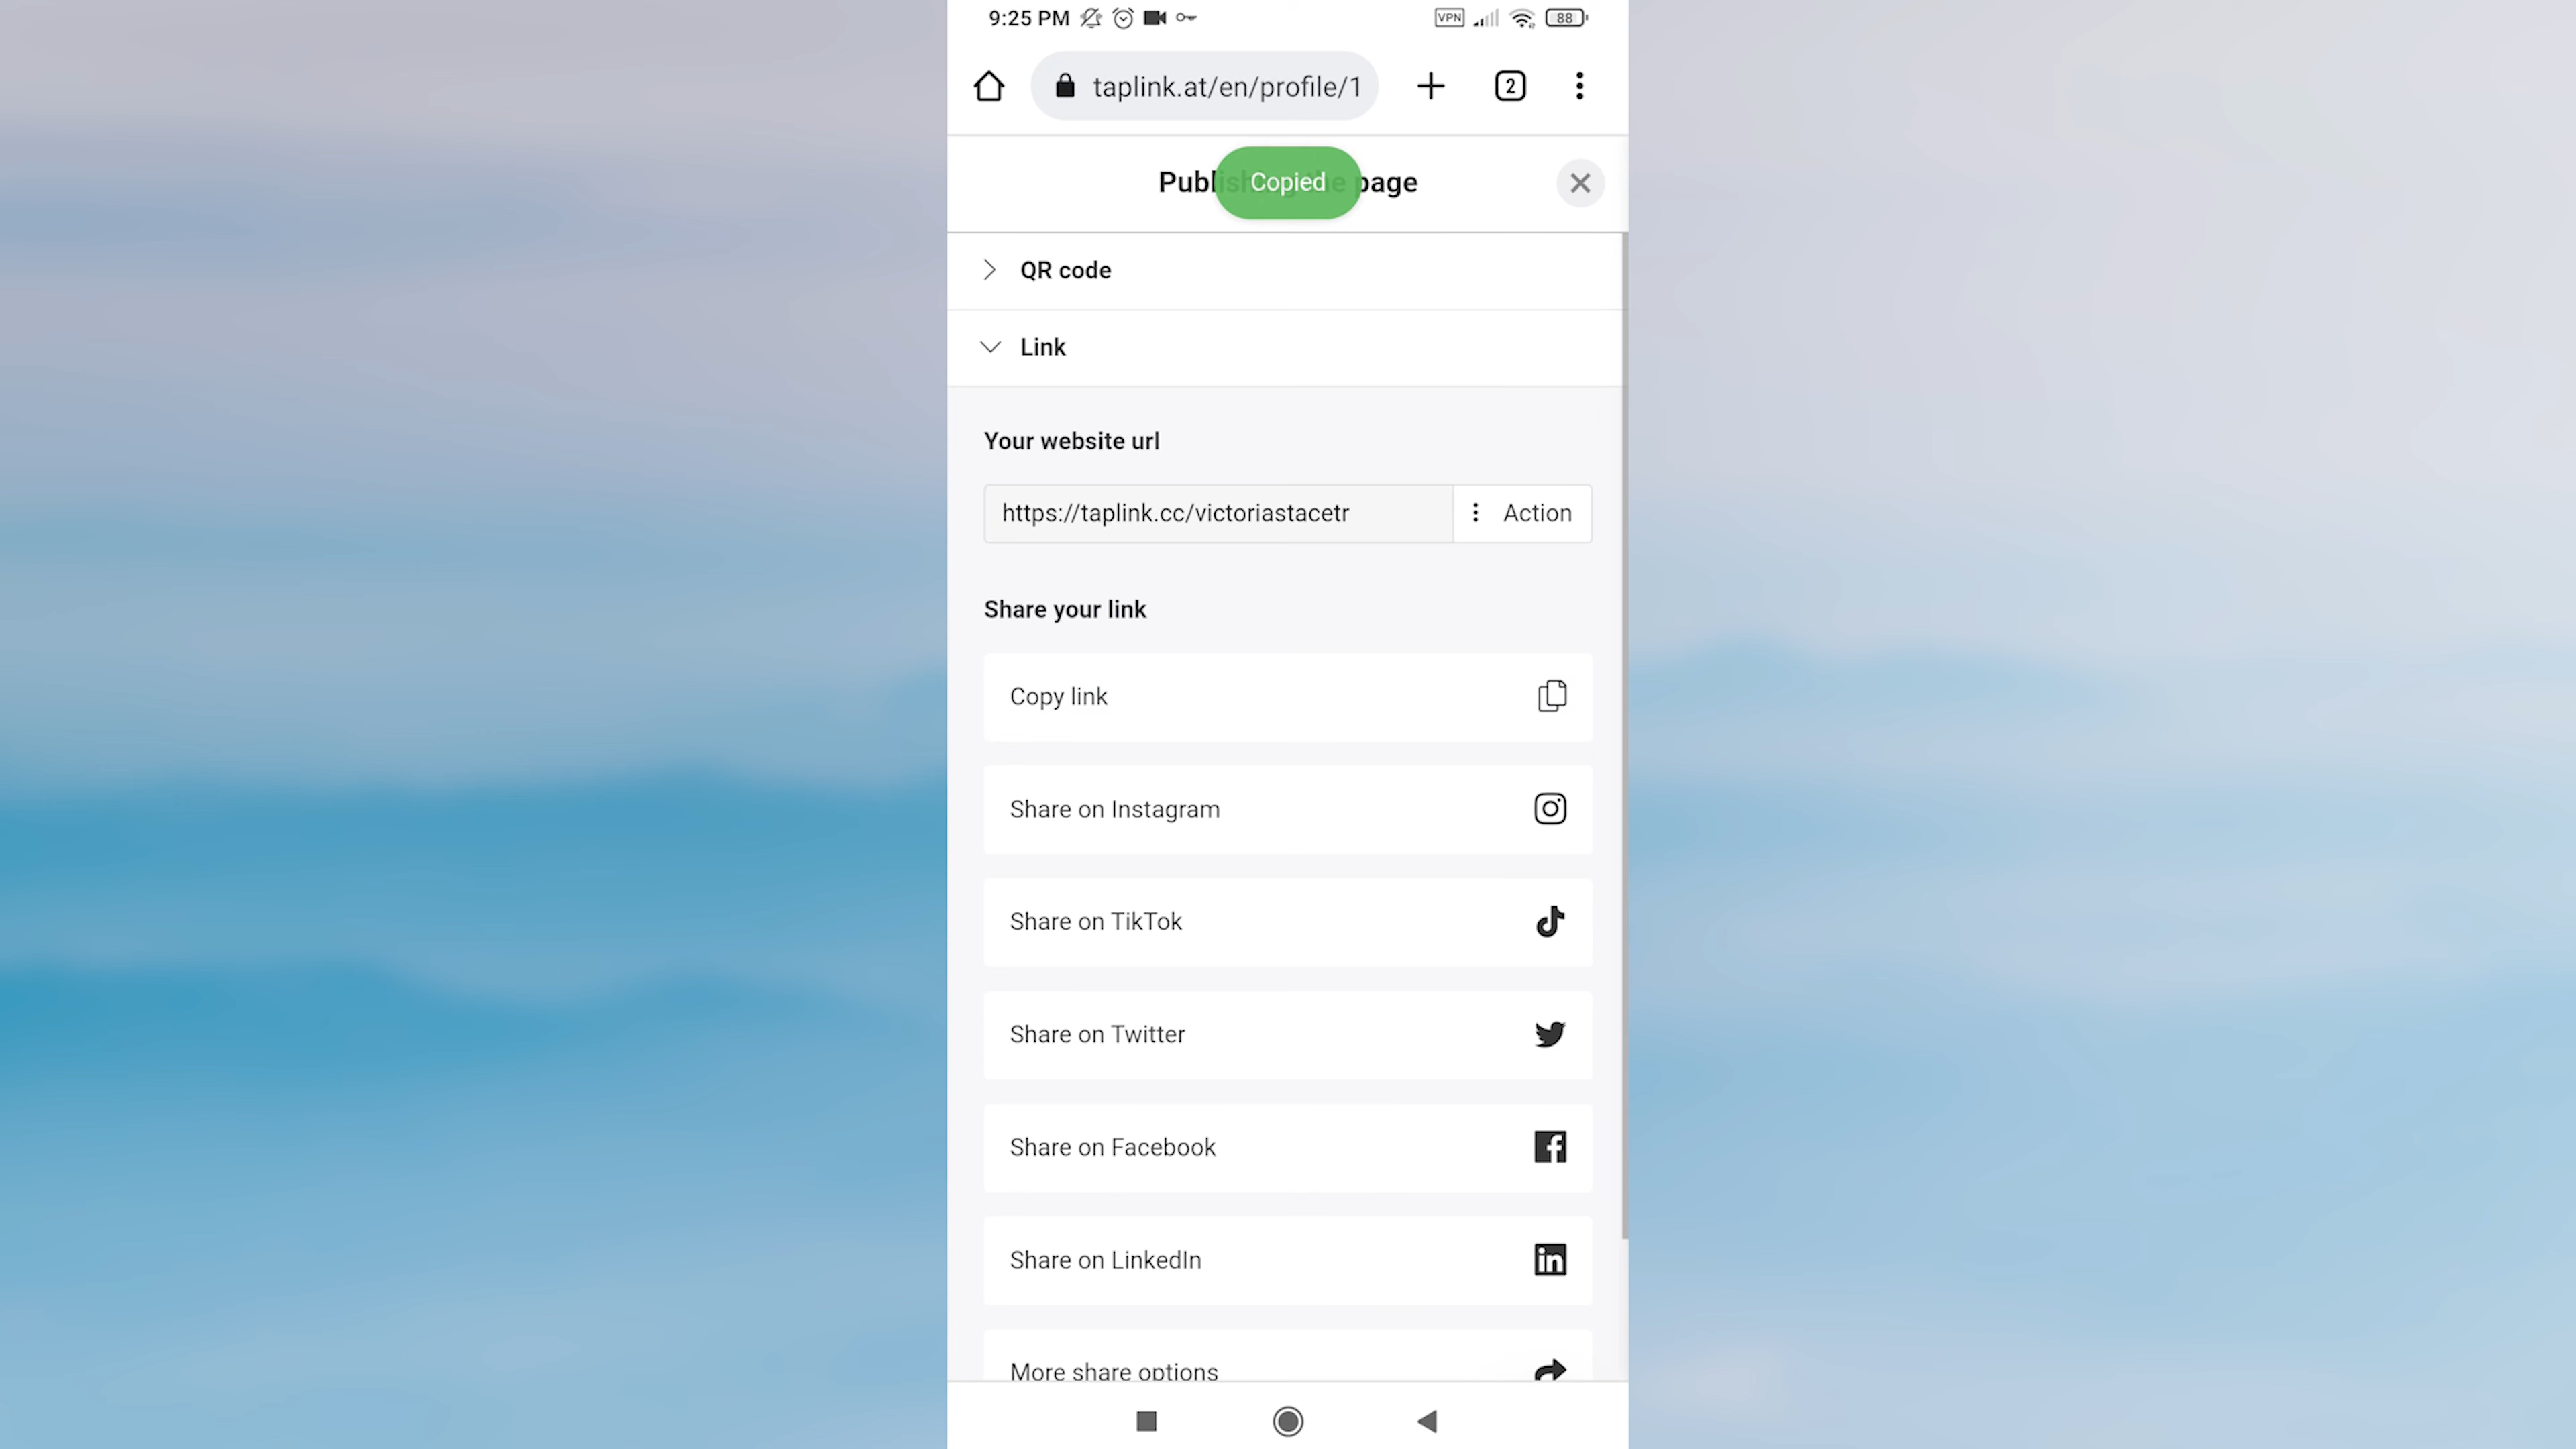 9:25 PM VPN 88
taplink.at/en/profile/1 2
Copied
page
QR code
Link
Your website url
https://taplink.cc/victoriastacetr Action
Share your link
Copy link
Share on Instagram
Share on TikTok
Share on Twitter
Share on Facebook
Share on LinkedIn
More share options